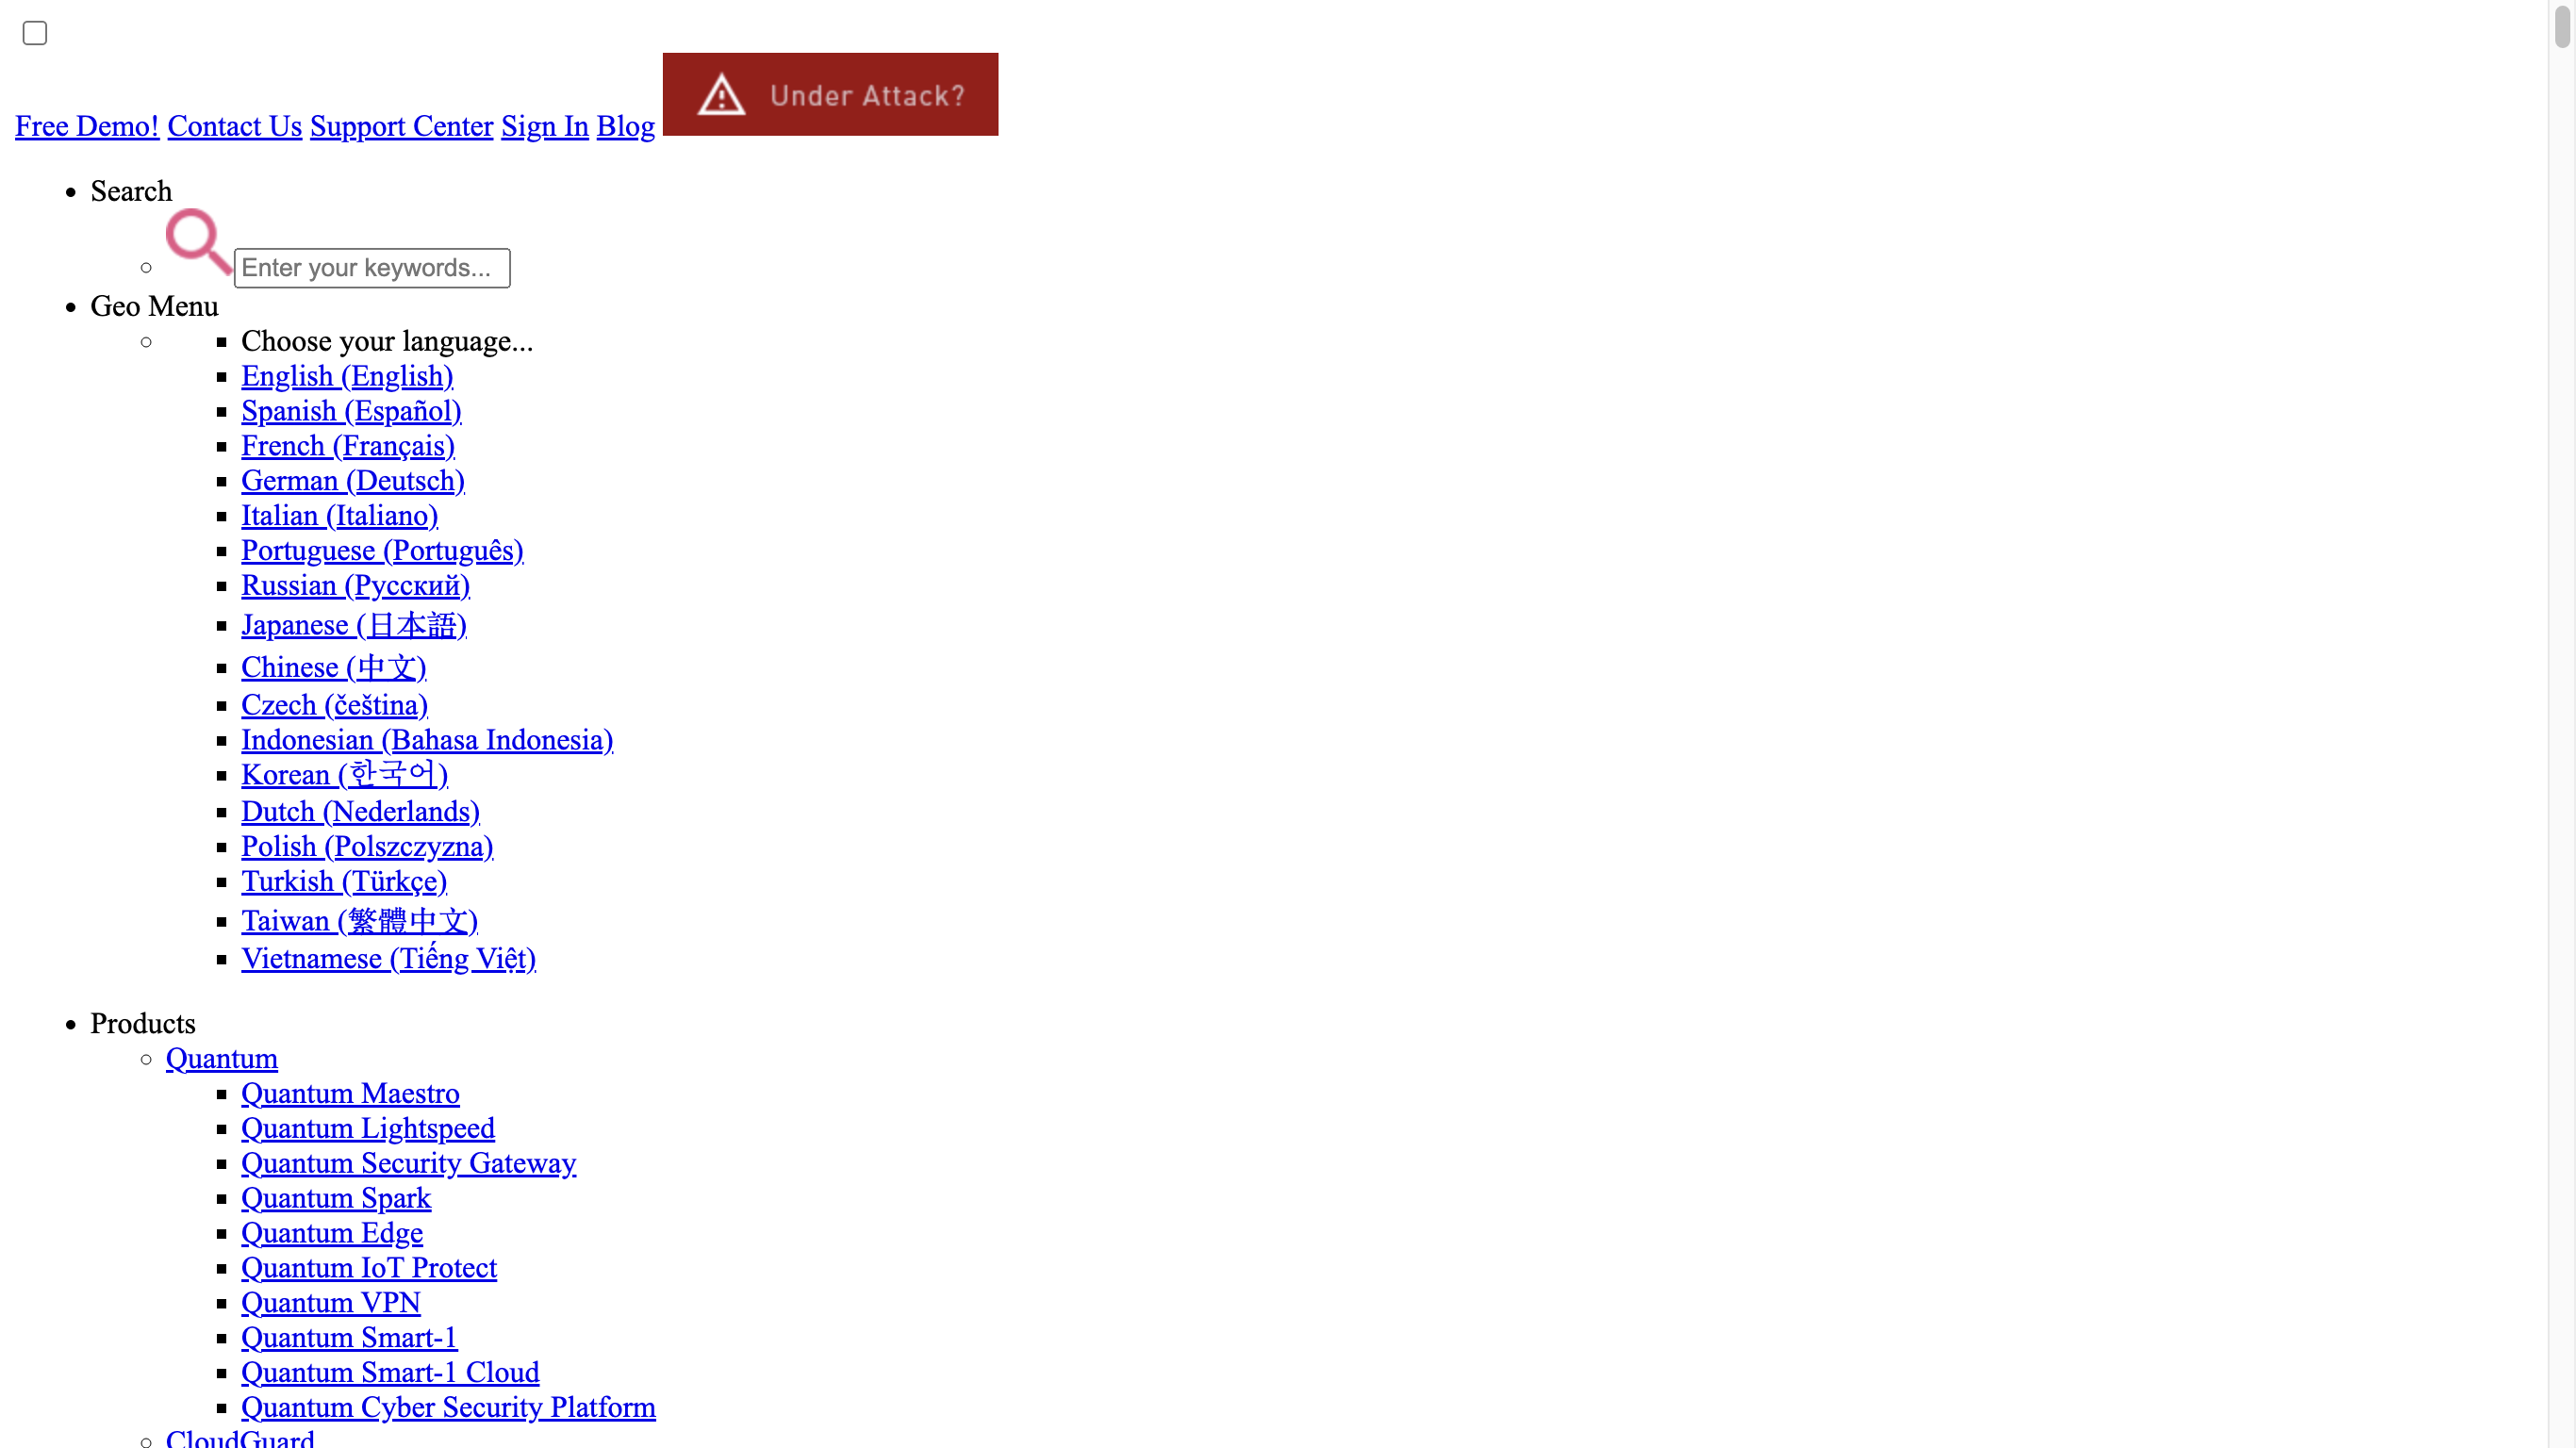 Free Demo! Contact Us Support Center Sign In Blog Under Attack?
Search
Enter your keywords...
Geo Menu
Choose your language...
English (English)
Spanish (Español)
French (Français)
German (Deutsch)
Italian (Italiano)
Portuguese (Português)
Russian (Русский)
Japanese (日本語)
Chinese (中文)
Czech (čeština)
Indonesian (Bahasa Indonesia)
Korean (한국어)
Dutch (Nederlands)
Polish (Polszczyzna)
Turkish (Türkçe)
Taiwan (繁體中文)
Vietnamese (Tiếng Việt)
Products
Quantum
Quantum Maestro
Quantum Lightspeed
Quantum Security Gateway
Quantum Spark
Quantum Edge
Quantum IoT Protect
Quantum VPN
Quantum Smart-1
Quantum Smart-1 Cloud
Quantum Cyber Security Platform
CloudGuard